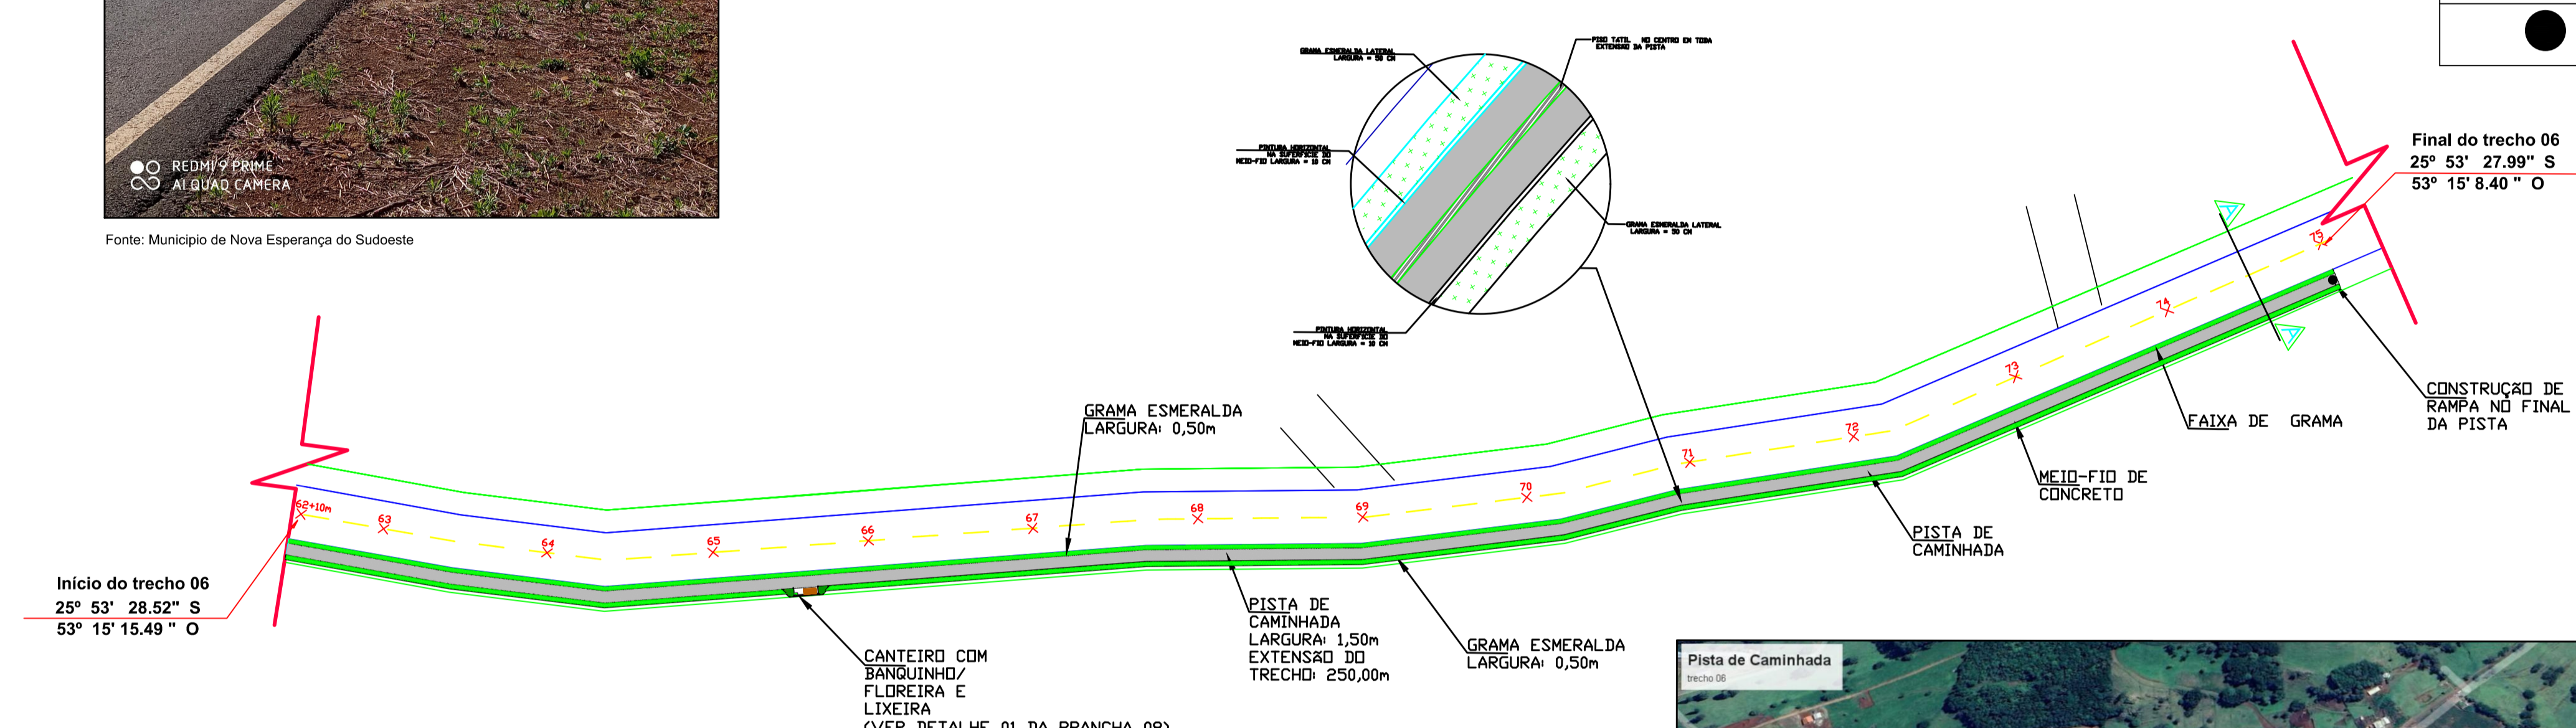 REDMI 9 PRIME
AI QUAD CAMERA
Fonte: Municipio de Nova Esperança do Sudoeste
GRAMA ESMERALDA LATERAL
LARGURA = 50 CM
PISO TATIL NO CENTRO EM TODA
EXTENSÃO DA PISTA
PINTURA HORIZONTAL
NA SUPERFICIE DO
MEIO-FIO LARGURA = 10 CM
GRAMA ESMERALDA LATERAL
LARGURA = 50 CM
PINTURA HORIZONTAL
NA SUPERFICIE DO
MEIO-FIO LARGURA = 10 CM
Final do trecho 06
25º 53' 27.99" S
53º 15' 8.40 " O
A
A
62+10m
63
64
65
66
67
68
69
70
71
72
73
74
75
Início do trecho 06
25º 53' 28.52" S
53º 15' 15.49 " O
GRAMA ESMERALDA
LARGURA: 0,50m
CANTEIRO COM
BANQUINHO/
FLOREIRA E
LIXEIRA
(VER DETALHE 01 DA PRANCHA 08)
PISTA DE
CAMINHADA
LARGURA: 1,50m
EXTENSÃO DO
TRECHO: 250,00m
GRAMA ESMERALDA
LARGURA: 0,50m
PISTA DE
CAMINHADA
MEIO-FIO DE
CONCRETO
FAIXA DE GRAMA
CONSTRUÇÃO DE
RAMPA NO FINAL
DA PISTA
Pista de Caminhada
trecho 06